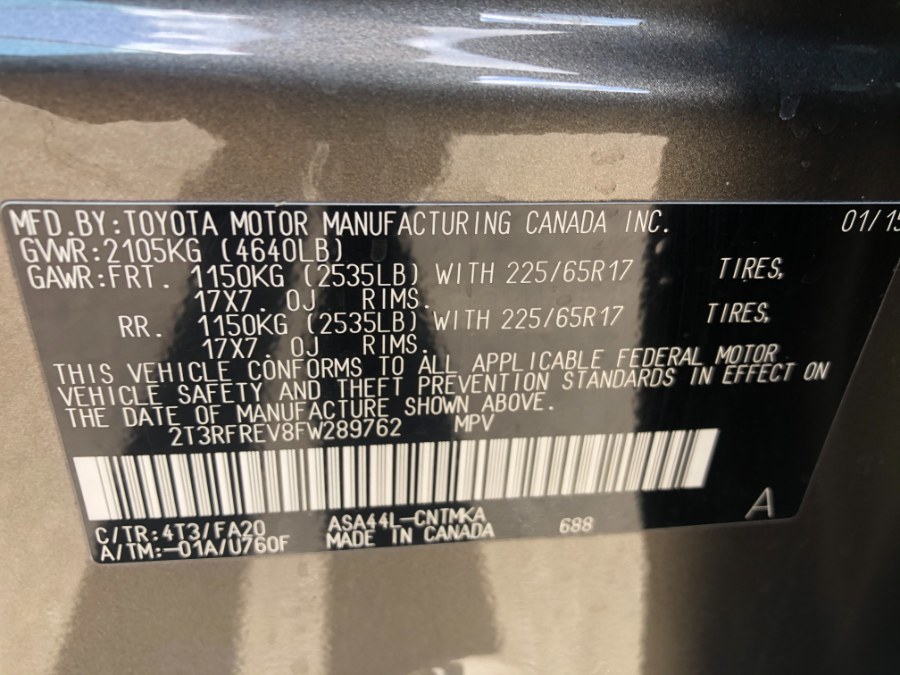 MFD.BY:TOYOTA MOTOR MANUFACTURING CANADA INC. 01/15
GVWR:2105KG (4640LB)
GAWR:FRT. 1150KG (2535LB) WITH 225/65R17 TIRES,
17X7. 0J RIMS.
RR. 1150KG (2535LB) WITH 225/65R17 TIRES,
17X7. 0J RIMS.
THIS VEHICLE CONFORMS TO ALL APPLICABLE FEDERAL MOTOR
VEHICLE SAFETY AND THEFT PREVENTION STANDARDS IN EFFECT ON
THE DATE OF MANUFACTURE SHOWN ABOVE.
2T3RFREV8FW289762 MPV
C/TR:4T3/FA20 ASA44L-CNTMKA 688 A
A/TM:-01A/U760F MADE IN CANADA